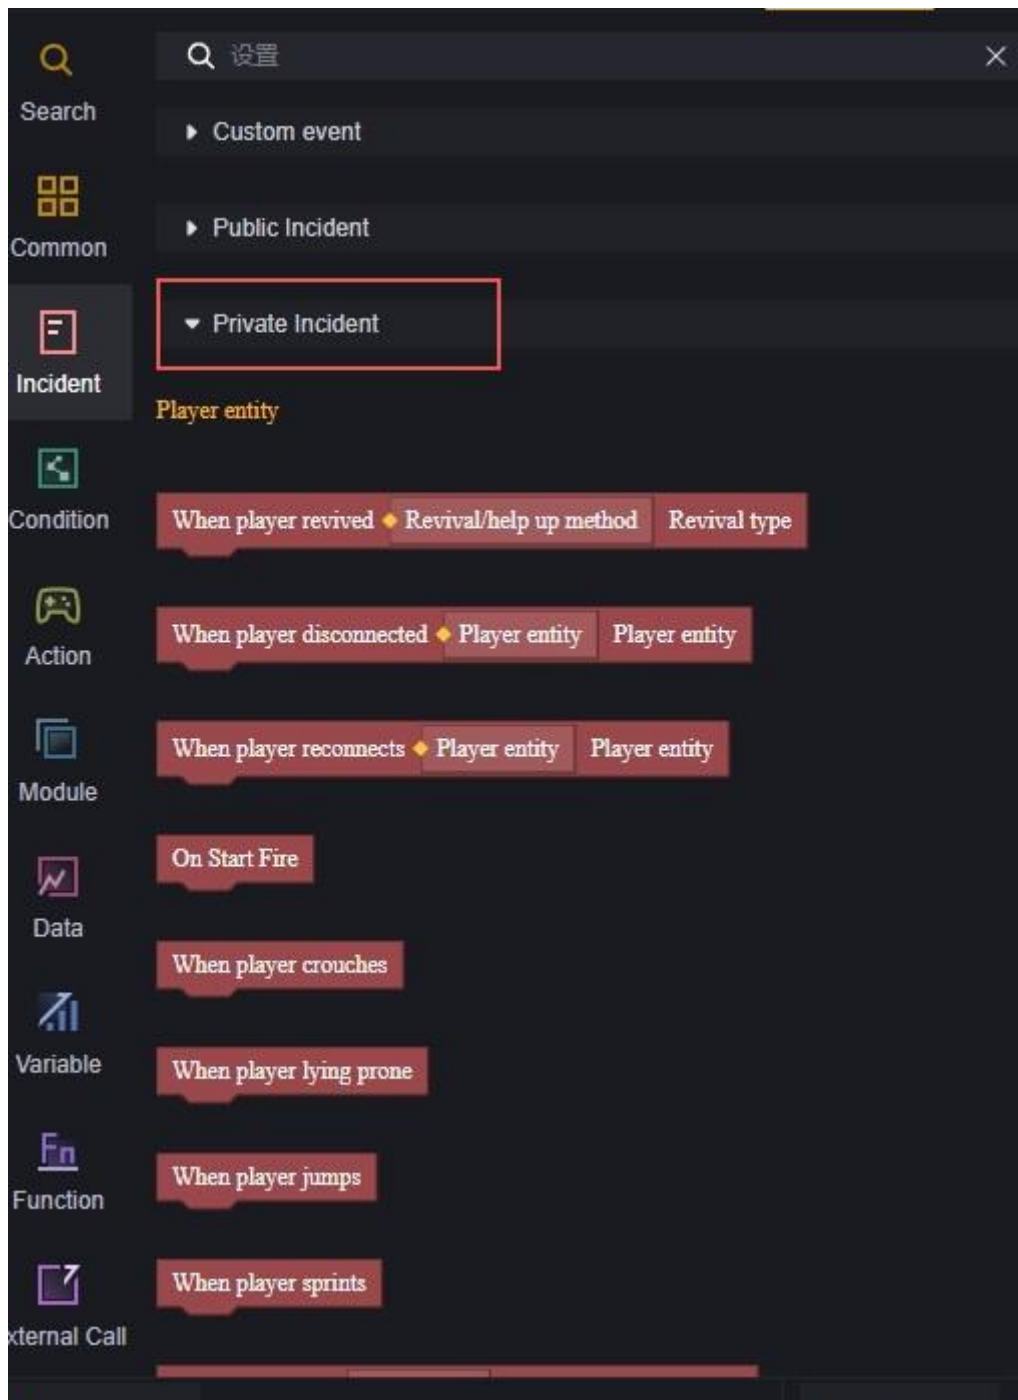 Search
Common
Incident
Condition
Action
Module
Data
Variable
Function
xternal Call
设置
Custom event
Public Incident
Private Incident
Player entity
When player revived Revival/help up method Revival type
When player disconnected Player entity Player entity
When player reconnects Player entity Player entity
On Start Fire
When player crouches
When player lying prone
When player jumps
When player sprints